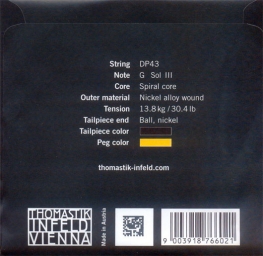 String DP43
Note G Sol III
Core Spiral core
Outer material Nickel alloy wound
Tension 13.8 kg / 30.4 lb
Tailpiece end Ball, nickel
Tailpiece color
Peg color
thomastik-infeld.com
THOMASTIK
INFELD
VIENNA
Made in Austria
9 003918 766021